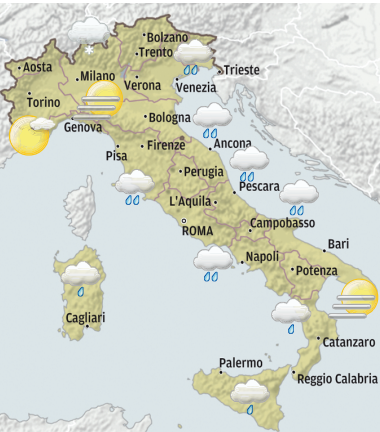 Bolzano
Trento
Aosta
Milano
Trieste
Verona
Venezia
Torino
Genova
Bologna
Pisa
Firenze
Ancona
Perugia
Pescara
L'Aquila
ROMA
Campobasso
Bari
Napoli
Potenza
Cagliari
Catanzaro
Palermo
Reggio Calabria